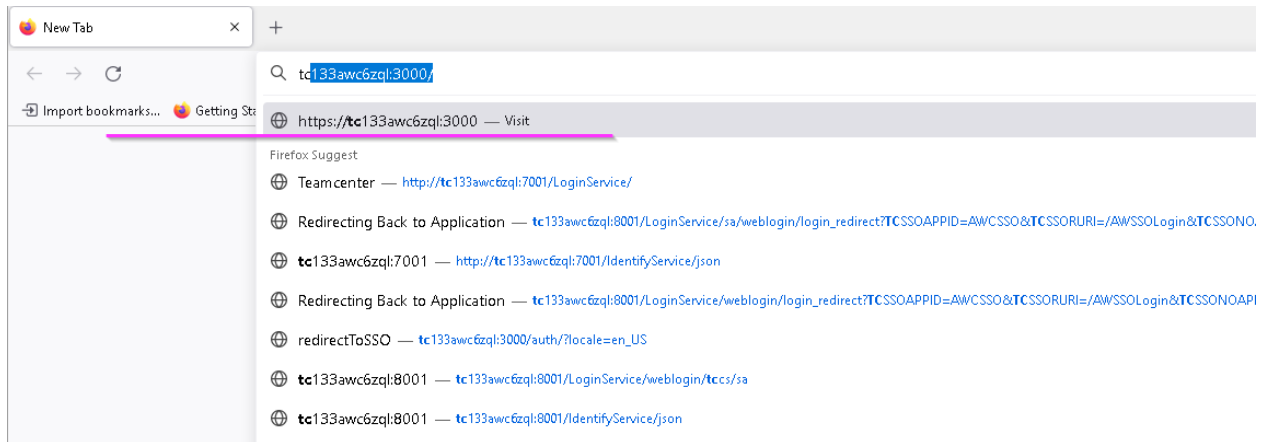 New Tab
tc133awc6zql:3000/
Import bookmarks... Getting Sta
https://tc133awc6zql:3000 — Visit
Firefox Suggest
Teamcenter — http://tc133awc6zql:7001/LoginService/
Redirecting Back to Application — tc133awc6zql:8001/LoginService/sa/weblogin/login_redirect?TCSSOAPPID=AWCSSO&TCSSORURI=/AWSSOLogin&TCSSONO
tc133awc6zql:7001 — http://tc133awc6zql:7001/IdentifyService/json
Redirecting Back to Application — tc133awc6zql:8001/LoginService/weblogin/login_redirect?TCSSOAPPID=AWCSSO&TCSSORURI=/AWSSOLogin&TCSSONOAPI
redirectToSSO — tc133awc6zql:3000/auth/?locale=en_US
tc133awc6zql:8001 — tc133awc6zql:8001/LoginService/weblogin/tccs/sa
tc133awc6zql:8001 — tc133awc6zql:8001/IdentifyService/json